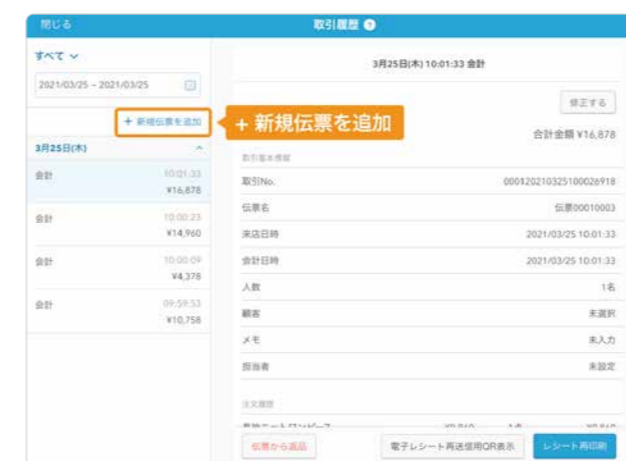 閉じる
取引履歴 ?
すべて
2021/03/25 - 2021/03/25
+ 新規伝票を追加
+ 新規伝票を追加
3月25日(木)
会計 10:01:33
¥16,878
会計 10:00:23
¥14,960
会計 10:00:09
¥4,378
会計 09:59:53
¥10,758
3月25日(木) 10:01:33 会計
修正する
合計金額 ¥16,878
取引基本情報
取引No. 000120210325100026918
伝票名 伝票00010003
来店日時 2021/03/25 10:01:33
会計日時 2021/03/25 10:01:33
人数 1名
顧客 未選択
メモ 未入力
担当者 未設定
注文履歴
伝票から返品
電子レシート再送信用QR表示
レシート再印刷